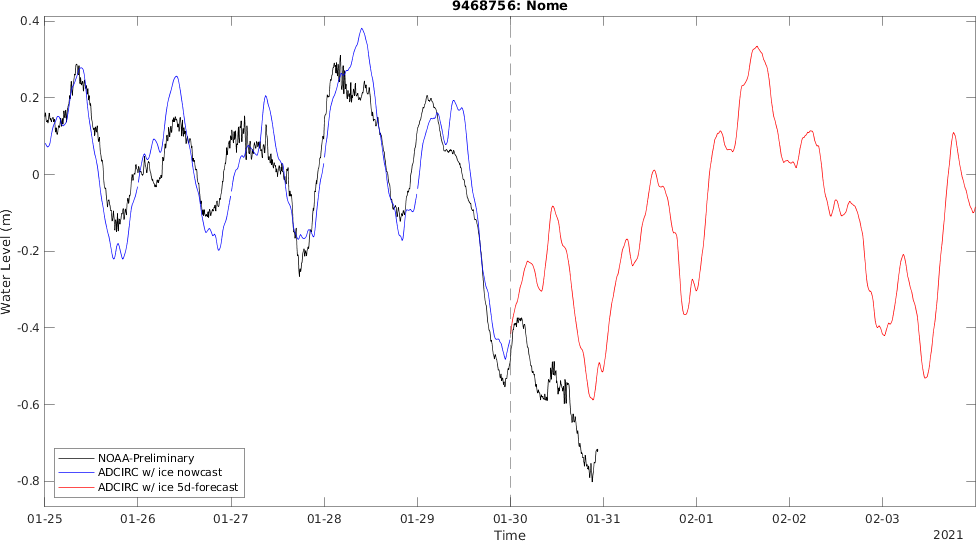 9468756: Nome
0.4
0.2
0
-0.2
-0.4
-0.6
-0.8
Water Level (m)
NOAA-Preliminary
ADCIRC w/ ice nowcast
ADCIRC w/ ice 5d-forecast
01-25 01-26 01-27 01-28 01-29 01-30 01-31 02-01 02-02 02-03
Time
2021